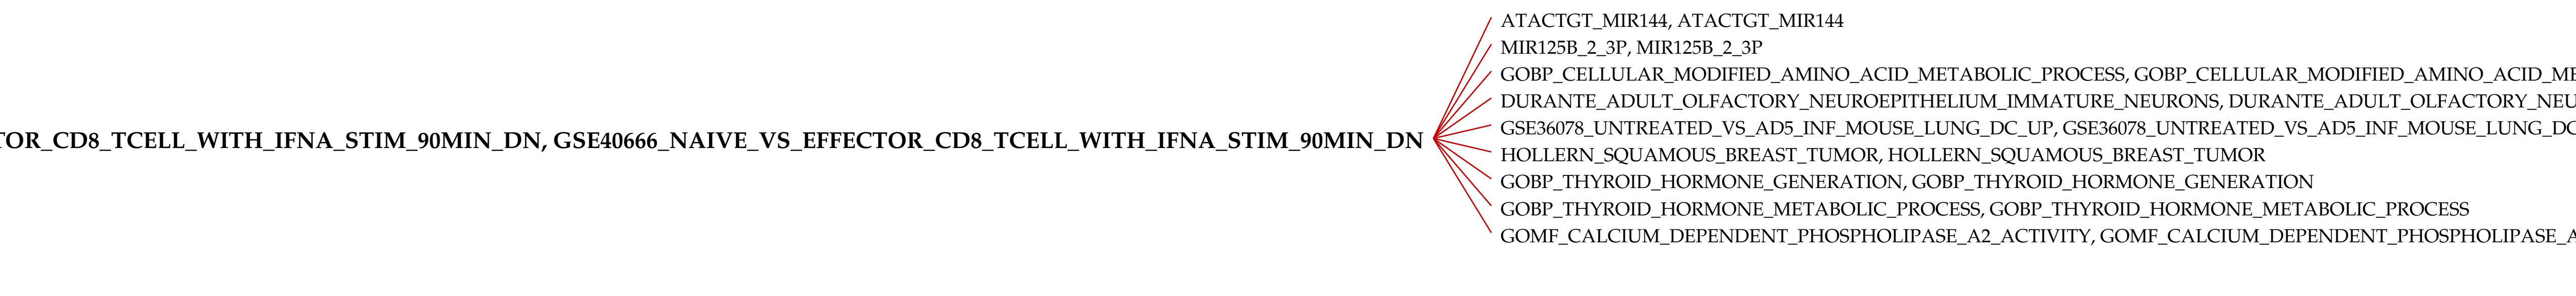 ATACTGT_MIR144, ATACTGT_MIR144
MIR125B_2_3P, MIR125B_2_3P
GOBP_CELLULAR_MODIFIED_AMINO_ACID_METABOLIC_PROCESS, GOBP_CELLULAR_MODIFIED_AMINO_ACID_ME
DURANTE_ADULT_OLFACTORY_NEUROEPITHELIUM_IMMATURE_NEURONS, DURANTE_ADULT_OLFACTORY_NEU
GSE36078_UNTREATED_VS_AD5_INF_MOUSE_LUNG_DC_UP, GSE36078_UNTREATED_VS_AD5_INF_MOUSE_LUNG_DC
TOR_CD8_TCELL_WITH_IFNA_STIM_90MIN_DN, GSE40666_NAIVE_VS_EFFECTOR_CD8_TCELL_WITH_IFNA_STIM_90MIN_DN
HOLLERN_SQUAMOUS_BREAST_TUMOR, HOLLERN_SQUAMOUS_BREAST_TUMOR
GOBP_THYROID_HORMONE_GENERATION, GOBP_THYROID_HORMONE_GENERATION
GOBP_THYROID_HORMONE_METABOLIC_PROCESS, GOBP_THYROID_HORMONE_METABOLIC_PROCESS
GOMF_CALCIUM_DEPENDENT_PHOSPHOLIPASE_A2_ACTIVITY, GOMF_CALCIUM_DEPENDENT_PHOSPHOLIPASE_A